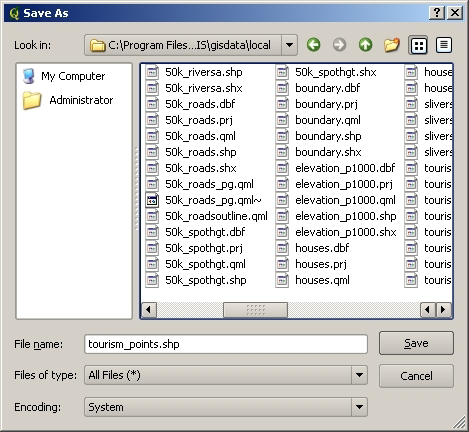 Save As
Look in:
C:\Program Files...IS\gisdata\local
My Computer
Administrator
50k_riversa.shp
50k_riversa.shx
50k_roads.dbf
50k_roads.prj
50k_roads.qml
50k_roads.shp
50k_roads.shx
50k_roads_pg.qml
50k_roads_pg.qml~
50k_roadsoutline.qml
50k_spothgt.dbf
50k_spothgt.prj
50k_spothgt.qml
50k_spothgt.shp
50k_spothgt.shx
boundary.dbf
boundary.prj
boundary.qml
boundary.shp
boundary.shx
elevation_p1000.dbf
elevation_p1000.prj
elevation_p1000.qml
elevation_p1000.shp
elevation_p1000.shx
houses.dbf
houses.prj
houses.qml
house
house
slivers
slivers
slivers
slivers
touris
touris
touris
touris
touris
touris
touris
touris
File name:
tourism_points.shp
Save
Files of type:
All Files (*)
Cancel
Encoding:
System